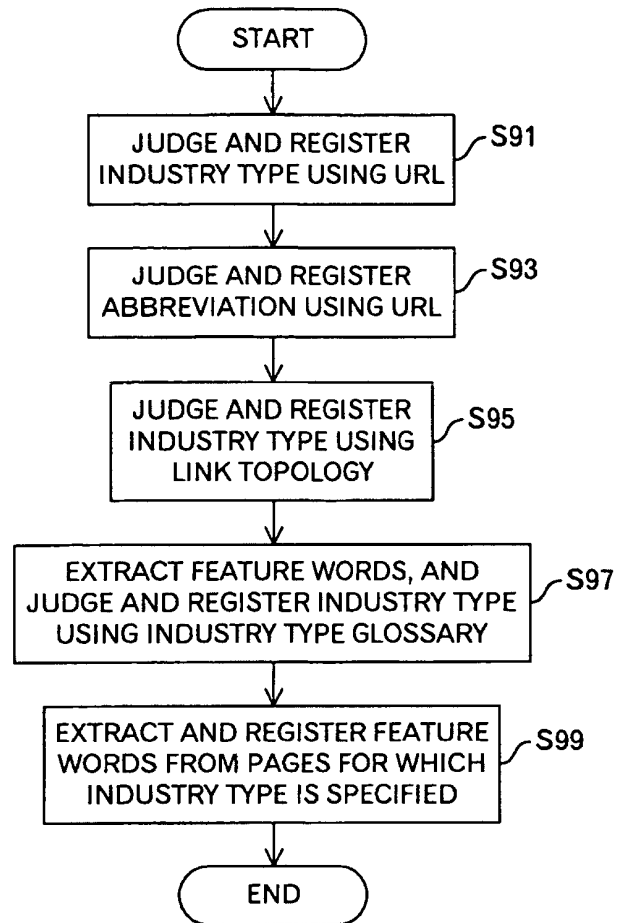 START
JUDGE AND REGISTER
INDUSTRY TYPE USING URL
S91
JUDGE AND REGISTER
ABBREVIATION USING URL
S93
JUDGE AND REGISTER
INDUSTRY TYPE USING
LINK TOPOLOGY
S95
EXTRACT FEATURE WORDS, AND
JUDGE AND REGISTER INDUSTRY TYPE
USING INDUSTRY TYPE GLOSSARY
S97
EXTRACT AND REGISTER FEATURE
WORDS FROM PAGES FOR WHICH
INDUSTRY TYPE IS SPECIFIED
S99
END